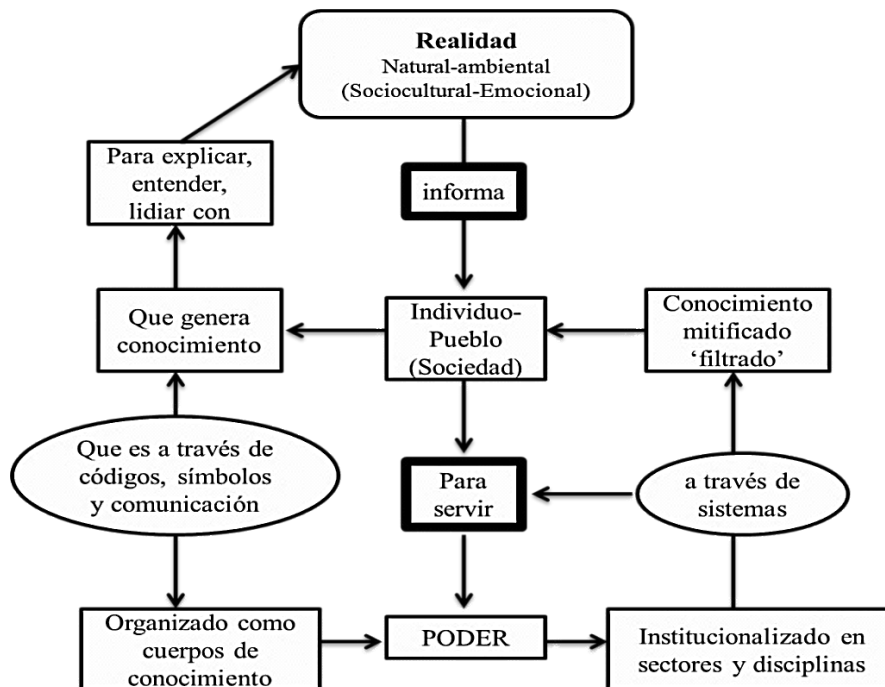 Realidad
Natural-ambiental
(Sociocultural-Emocional)
Para explicar,
entender,
lidiar con
informa
Que genera
conocimiento
Individuo-
Pueblo
(Sociedad)
Conocimiento
mitificado
‘filtrado’
Que es a través de
códigos, símbolos
y comunicación
Para
servir
a través de
sistemas
Organizado como
cuerpos de
conocimiento
PODER
Institucionalizado en
sectores y disciplinas